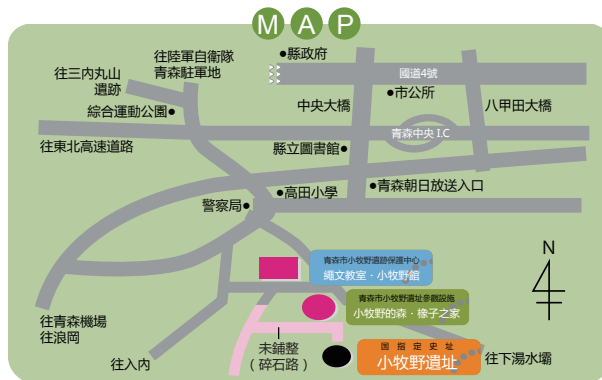 MAP
往陸軍自衛隊
青森駐軍地
●縣政府
國道4號
往三內丸山
遺跡
●市公所
中央大橋
八甲田大橋
綜合運動公園●
青森中央 I.C
往東北高速道路
縣立圖書館●
●高田小學
●青森朝日放送入口
警察局●
青森市小牧野遺跡保護中心
繩文教室‧小牧野館
N
青森市小牧野遺址參觀設施
小牧野的森‧橡子之家
往青森機場
往浪岡
未鋪整
（碎石路）
国指定史址
小牧野遺址
往下湯水壩
往入内